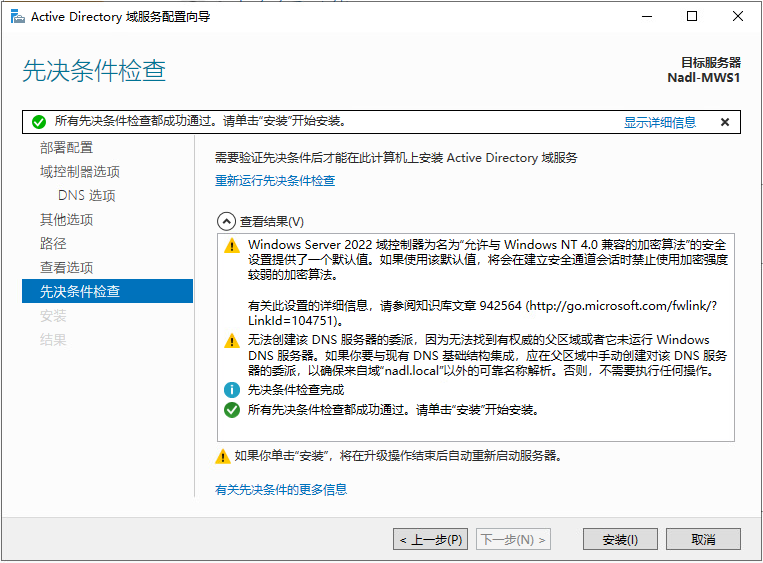 Active Directory 域服务配置向导
先决条件检查
目标服务器
Nadl-MWS1
所有先决条件检查都成功通过。请单击“安装”开始安装。
显示详细信息
部署配置
域控制器选项
DNS 选项
其他选项
路径
查看选项
先决条件检查
安装
结果
需要验证先决条件后才能在此计算机上安装 Active Directory 域服务
重新运行先决条件检查
查看结果(V)
Windows Server 2022 域控制器为名为“允许与 Windows NT 4.0 兼容的加密算法”的安全
设置提供了一个默认值。如果使用该默认值，将会在建立安全通道会话时禁止使用加密强度
较弱的加密算法。
有关此设置的详细信息，请参阅知识库文章 942564 (http://go.microsoft.com/fwlink/?
LinkId=104751)。
无法创建该 DNS 服务器的委派，因为无法找到有权威的父区域或者它未运行 Windows
DNS 服务器。如果你要与现有 DNS 基础结构集成，应在父区域中手动创建对该 DNS 服务
器的委派，以确保来自域“nadl.local”以外的可靠名称解析。否则，不需要执行任何操作。
先决条件检查完成
所有先决条件检查都成功通过。请单击“安装”开始安装。
如果你单击“安装”，将在升级操作结束后自动重新启动服务器。
有关先决条件的更多信息
< 上一步(P)
下一步(N) >
安装(I)
取消